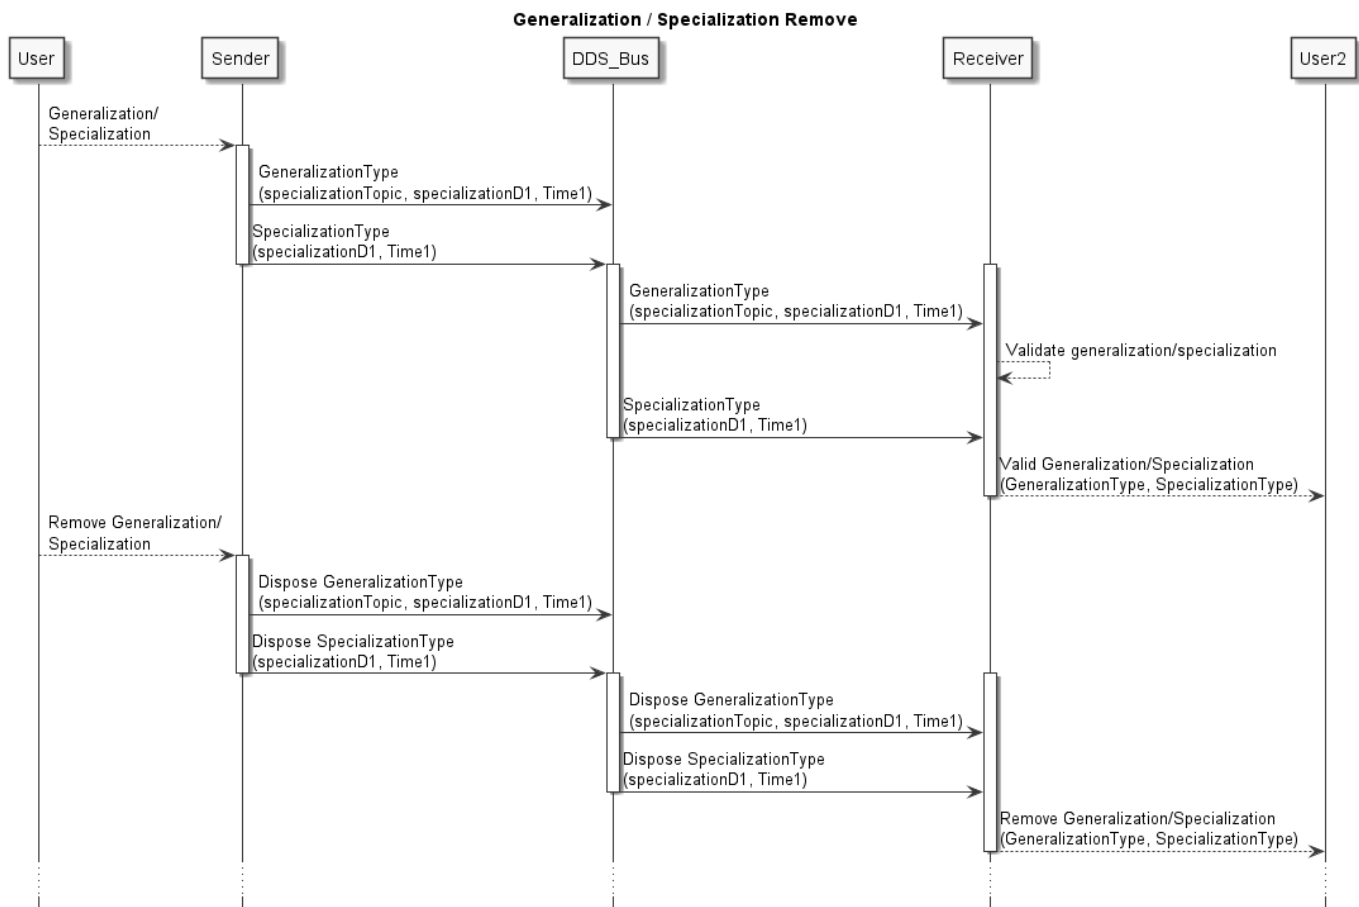 Generalization / Specialization Remove
User
Sender
DDS_Bus
Receiver
User2
Generalization/
Specialization
GeneralizationType
(specializationTopic, specializationD1, Time1)
SpecializationType
(specializationD1, Time1)
GeneralizationType
(specializationTopic, specializationD1, Time1)
Validate generalization/specialization
SpecializationType
(specializationD1, Time1)
Valid Generalization/Specialization
(GeneralizationType, SpecializationType)
Remove Generalization/
Specialization
Dispose GeneralizationType
(specializationTopic, specializationD1, Time1)
Dispose SpecializationType
(specializationD1, Time1)
Dispose GeneralizationType
(specializationTopic, specializationD1, Time1)
Dispose SpecializationType
(specializationD1, Time1)
Remove Generalization/Specialization
(GeneralizationType, SpecializationType)